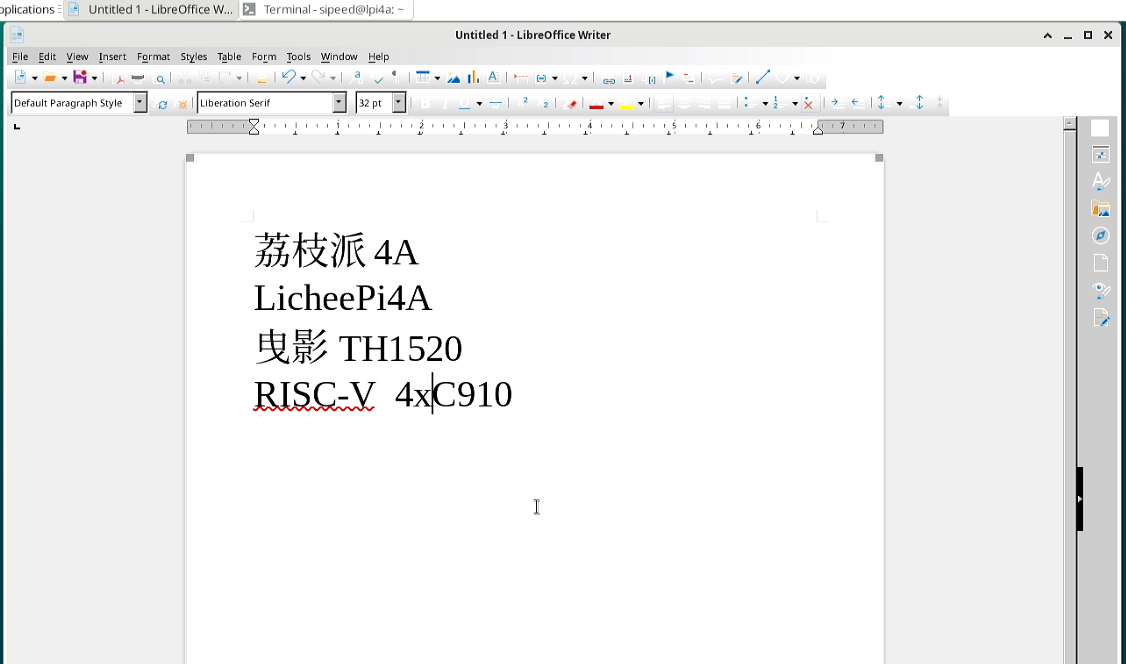 pplications
Untitled 1 - LibreOffice W...
Terminal - sipeed@lpi4a: ~
Untitled 1 - LibreOffice Writer
File Edit View Insert Format Styles Table Form Tools Window Help
Default Paragraph Style
Liberation Serif
32 pt
1 2 3 4 5 6 7
荔枝派 4A
LicheePi4A
曳影 TH1520
RISC-V 4xC910